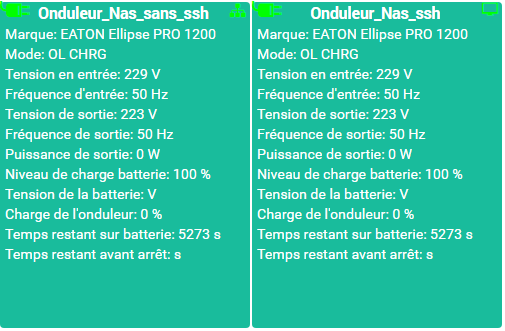 Onduleur_Nas_sans_ssh
Marque: EATON Ellipse PRO 1200
Mode: OL CHRG
Tension en entrée: 229 V
Fréquence d'entrée: 50 Hz
Tension de sortie: 223 V
Fréquence de sortie: 50 Hz
Puissance de sortie: 0 W
Niveau de charge batterie: 100 %
Tension de la batterie: V
Charge de l'onduleur: 0 %
Temps restant sur batterie: 5273 s
Temps restant avant arrêt: s
Onduleur_Nas_ssh
Marque: EATON Ellipse PRO 1200
Mode: OL CHRG
Tension en entrée: 229 V
Fréquence d'entrée: 50 Hz
Tension de sortie: 223 V
Fréquence de sortie: 50 Hz
Puissance de sortie: 0 W
Niveau de charge batterie: 100 %
Tension de la batterie: V
Charge de l'onduleur: 0 %
Temps restant sur batterie: 5273 s
Temps restant avant arrêt: s